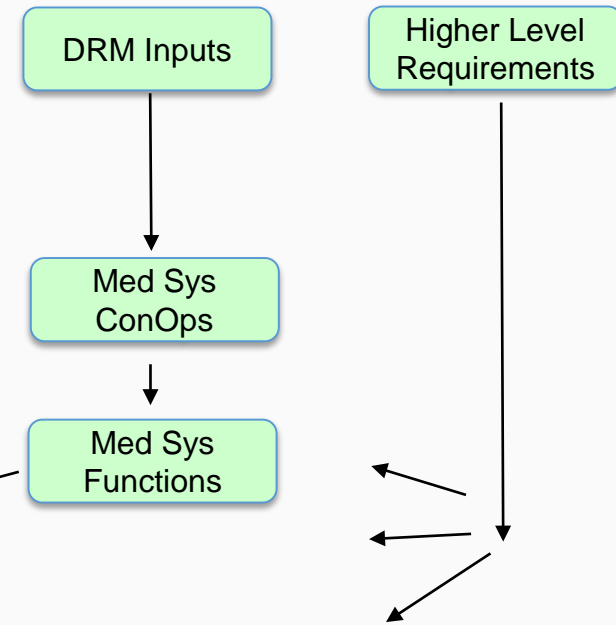 DRM Inputs
Higher Level
Requirements
Med Sys
ConOps
Med Sys
Functions